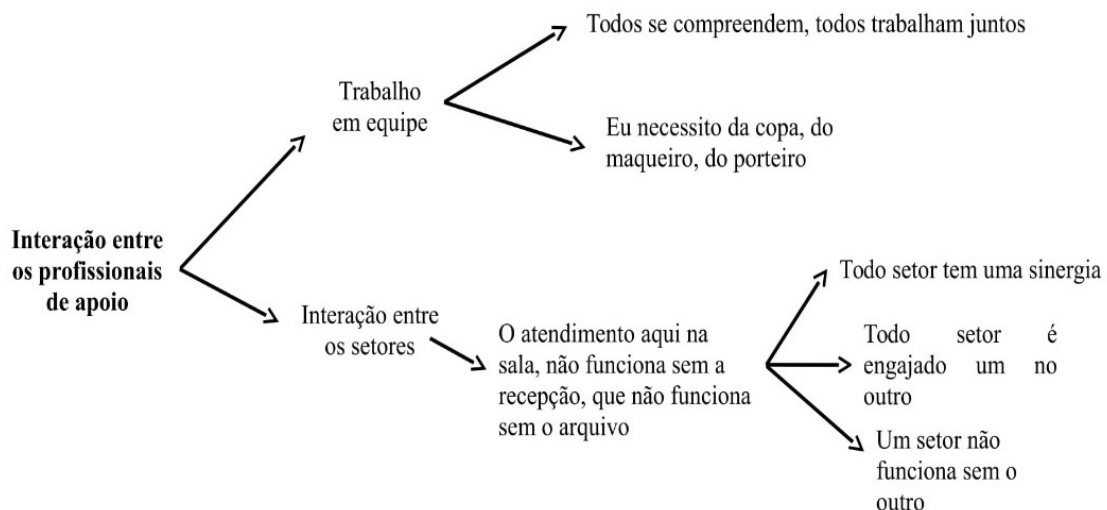 Todos se compreendem, todos trabalham juntos
Trabalho
em equipe
Eu necessito da copa, do
maqueiro, do porteiro
Interação entre
os profissionais
de apoio
Interação entre
os setores
O atendimento aqui na
sala, não funciona sem a
recepção, que não funciona
sem o arquivo
Todo setor tem uma sinergia
Todo setor é
engajado um no
outro
Um setor não
funciona sem o
outro